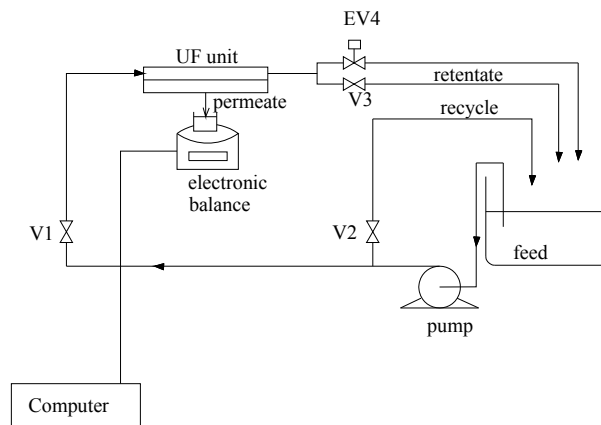 EV4
UF unit
retentate
V3
permeate
recycle
electronic
balance
V1
V2
feed
pump
Computer